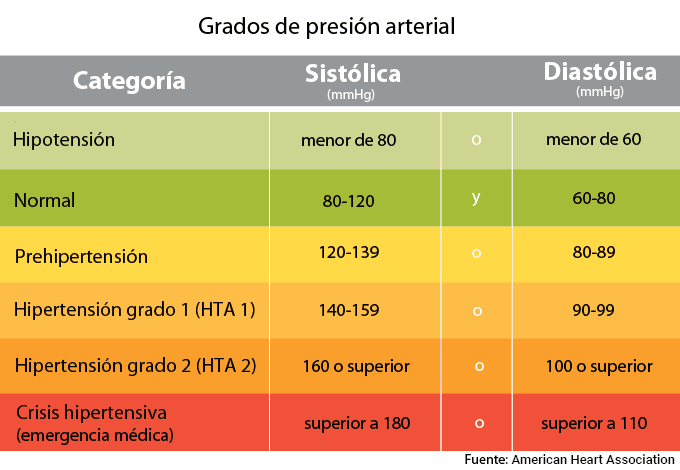 Grados de presión arterial
Categoría Sistólica (mmHg) Diastólica (mmHg)
Hipotensión menor de 80 o menor de 60
Normal 80-120 y 60-80
Prehipertensión 120-139 o 80-89
Hipertensión grado 1 (HTA 1) 140-159 o 90-99
Hipertensión grado 2 (HTA 2) 160 o superior o 100 o superior
Crisis hipertensiva
(emergencia médica) superior a 180 o superior a 110
Fuente: American Heart Association